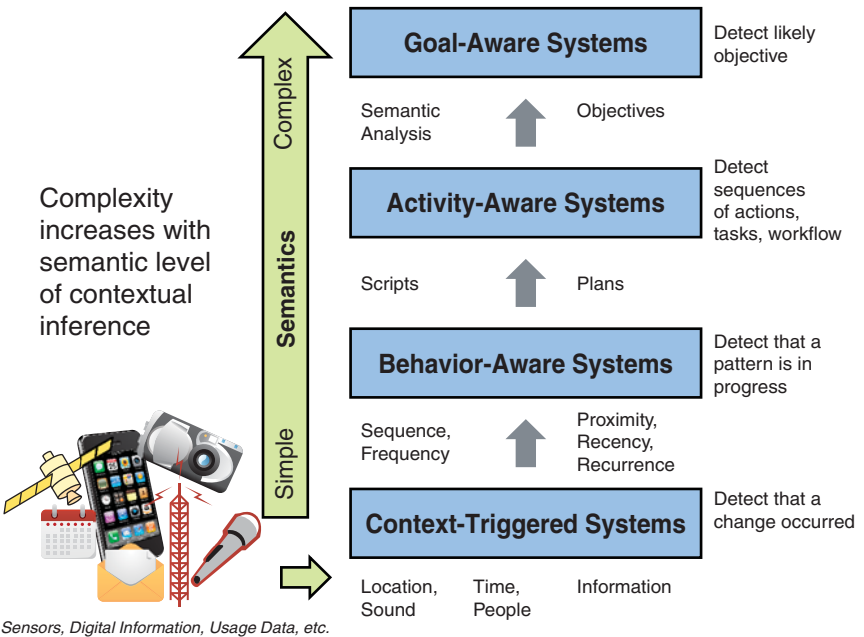 Goal-Aware Systems
Detect likely
objective
Complex
Semantic
Analysis
Objectives
Activity-Aware Systems
Detect
sequences
of actions,
tasks, workflow
Complexity
increases with
semantic level
of contextual
inference
Semantics
Scripts
Plans
Behavior-Aware Systems
Detect that a
pattern is in
progress
Simple
Sequence,
Frequency
Proximity,
Recency,
Recurrence
Context-Triggered Systems
Detect that a
change occurred
Location,
Sound
Time,
People
Information
Sensors, Digital Information, Usage Data, etc.